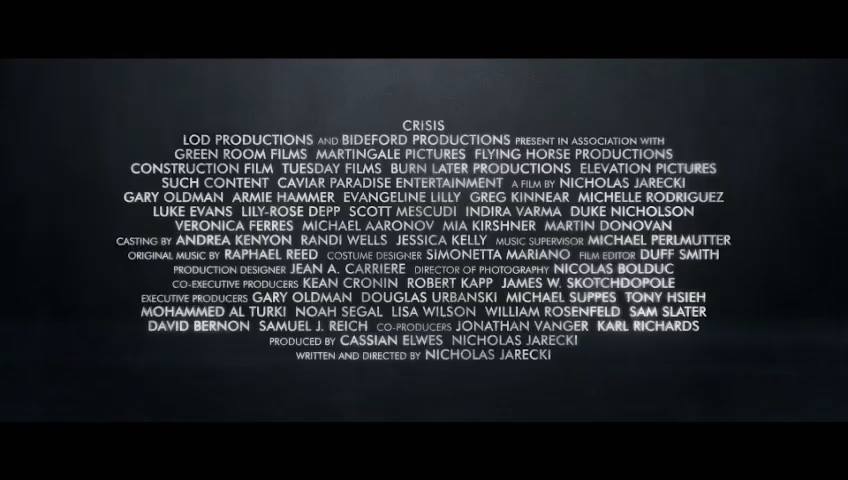 CRISIS
LOD PRODUCTIONS AND BIDEFORD PRODUCTIONS PRESENT IN ASSOCIATION WITH
GREEN ROOM FILMS MARTINGALE PICTURES FLYING HORSE PRODUCTIONS
CONSTRUCTION FILM TUESDAY FILMS BURN LATER PRODUCTIONS ELEVATION PICTURES
SUCH CONTENT CAVIAR PARADISE ENTERTAINMENT A FILM BY NICHOLAS JARECKI
GARY OLDMAN ARMIE HAMMER EVANGELINE LILLY GREG KINNEAR MICHELLE RODRIGUEZ
LUKE EVANS LILY-ROSE DEPP SCOTT MESCUDI INDIRA VARMA DUKE NICHOLSON
VERONICA FERRES MICHAEL AARONOV MIA KIRSHNER MARTIN DONOVAN
CASTING BY ANDREA KENYON RANDI WELLS JESSICA KELLY MUSIC SUPERVISOR MICHAEL PERLMUTTER
ORIGINAL MUSIC BY RAPHAEL REED COSTUME DESIGNER SIMONETTA MARIANO FILM EDITOR DUFF SMITH
PRODUCTION DESIGNER JEAN A. CARRIERE DIRECTOR OF PHOTOGRAPHY NICOLAS BOLDUC
CO-EXECUTIVE PRODUCERS KEAN CRONIN ROBERT KAPP JAMES W. SKOTCHDOPOLE
EXECUTIVE PRODUCERS GARY OLDMAN DOUGLAS URBANSKI MICHAEL SUPPES TONY HSIEH
MOHAMMED AL TURKI NOAH SEGAL LISA WILSON WILLIAM ROSENFELD SAM SLATER
DAVID BERNON SAMUEL J. REICH CO-PRODUCERS JONATHAN VANGER KARL RICHARDS
PRODUCED BY CASSIAN ELWES NICHOLAS JARECKI
WRITTEN AND DIRECTED BY NICHOLAS JARECKI